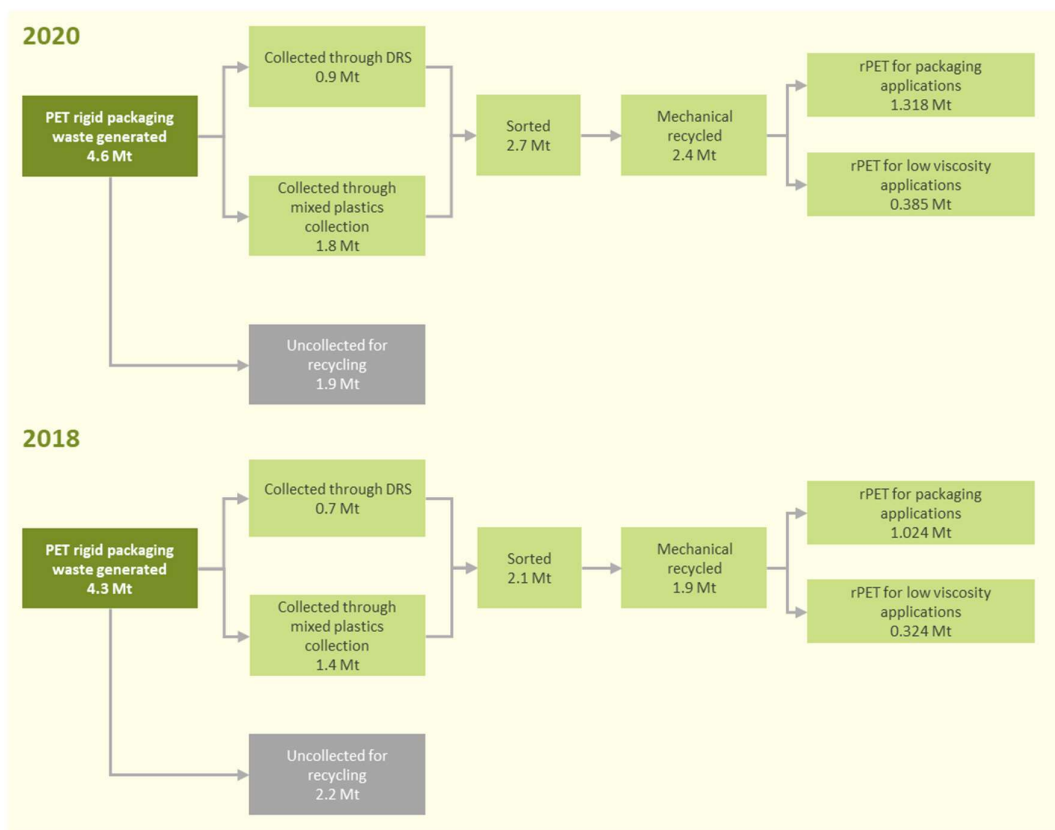 2020
PET rigid packaging
waste generated
4.6 Mt
Collected through DRS
0.9 Mt
Collected through
mixed plastics
collection
1.8 Mt
Sorted
2.7 Mt
Mechanical
recycled
2.4 Mt
rPET for packaging
applications
1.318 Mt
rPET for low viscosity
applications
0.385 Mt
Uncollected for
recycling
1.9 Mt
2018
PET rigid packaging
waste generated
4.3 Mt
Collected through DRS
0.7 Mt
Collected through
mixed plastics
collection
1.4 Mt
Sorted
2.1 Mt
Mechanical
recycled
1.9 Mt
rPET for packaging
applications
1.024 Mt
rPET for low viscosity
applications
0.324 Mt
Uncollected for
recycling
2.2 Mt